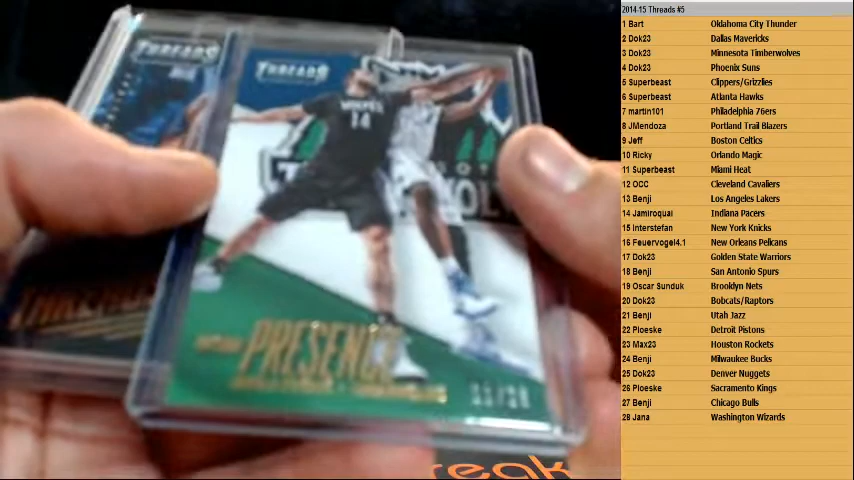 THREADS
THREADS
WOLVES
14
PRESENCE
eak
2014-15 Threads #5
1 Bart Oklahoma City Thunder
2 Dok23 Dallas Mavericks
3 Dok23 Minnesota Timberwolves
4 Dok23 Phoenix Suns
5 Superbeast Clippers/Grizzlies
6 Superbeast Atlanta Hawks
7 martin101 Philadelphia 76ers
8 JMendoza Portland Trail Blazers
9 Jeff Boston Celtics
10 Ricky Orlando Magic
11 Superbeast Miami Heat
12 OCC Cleveland Cavaliers
13 Benji Los Angeles Lakers
14 Jamiroquai Indiana Pacers
15 Interstefan New York Knicks
16 Feuervogel4.1 New Orleans Pelicans
17 Dok23 Golden State Warriors
18 Benji San Antonio Spurs
19 Oscar Sunduk Brooklyn Nets
20 Dok23 Bobcats/Raptors
21 Benji Utah Jazz
22 Ploeske Detroit Pistons
23 Max23 Houston Rockets
24 Benji Milwaukee Bucks
25 Dok23 Denver Nuggets
26 Ploeske Sacramento Kings
27 Benji Chicago Bulls
28 Jana Washington Wizards